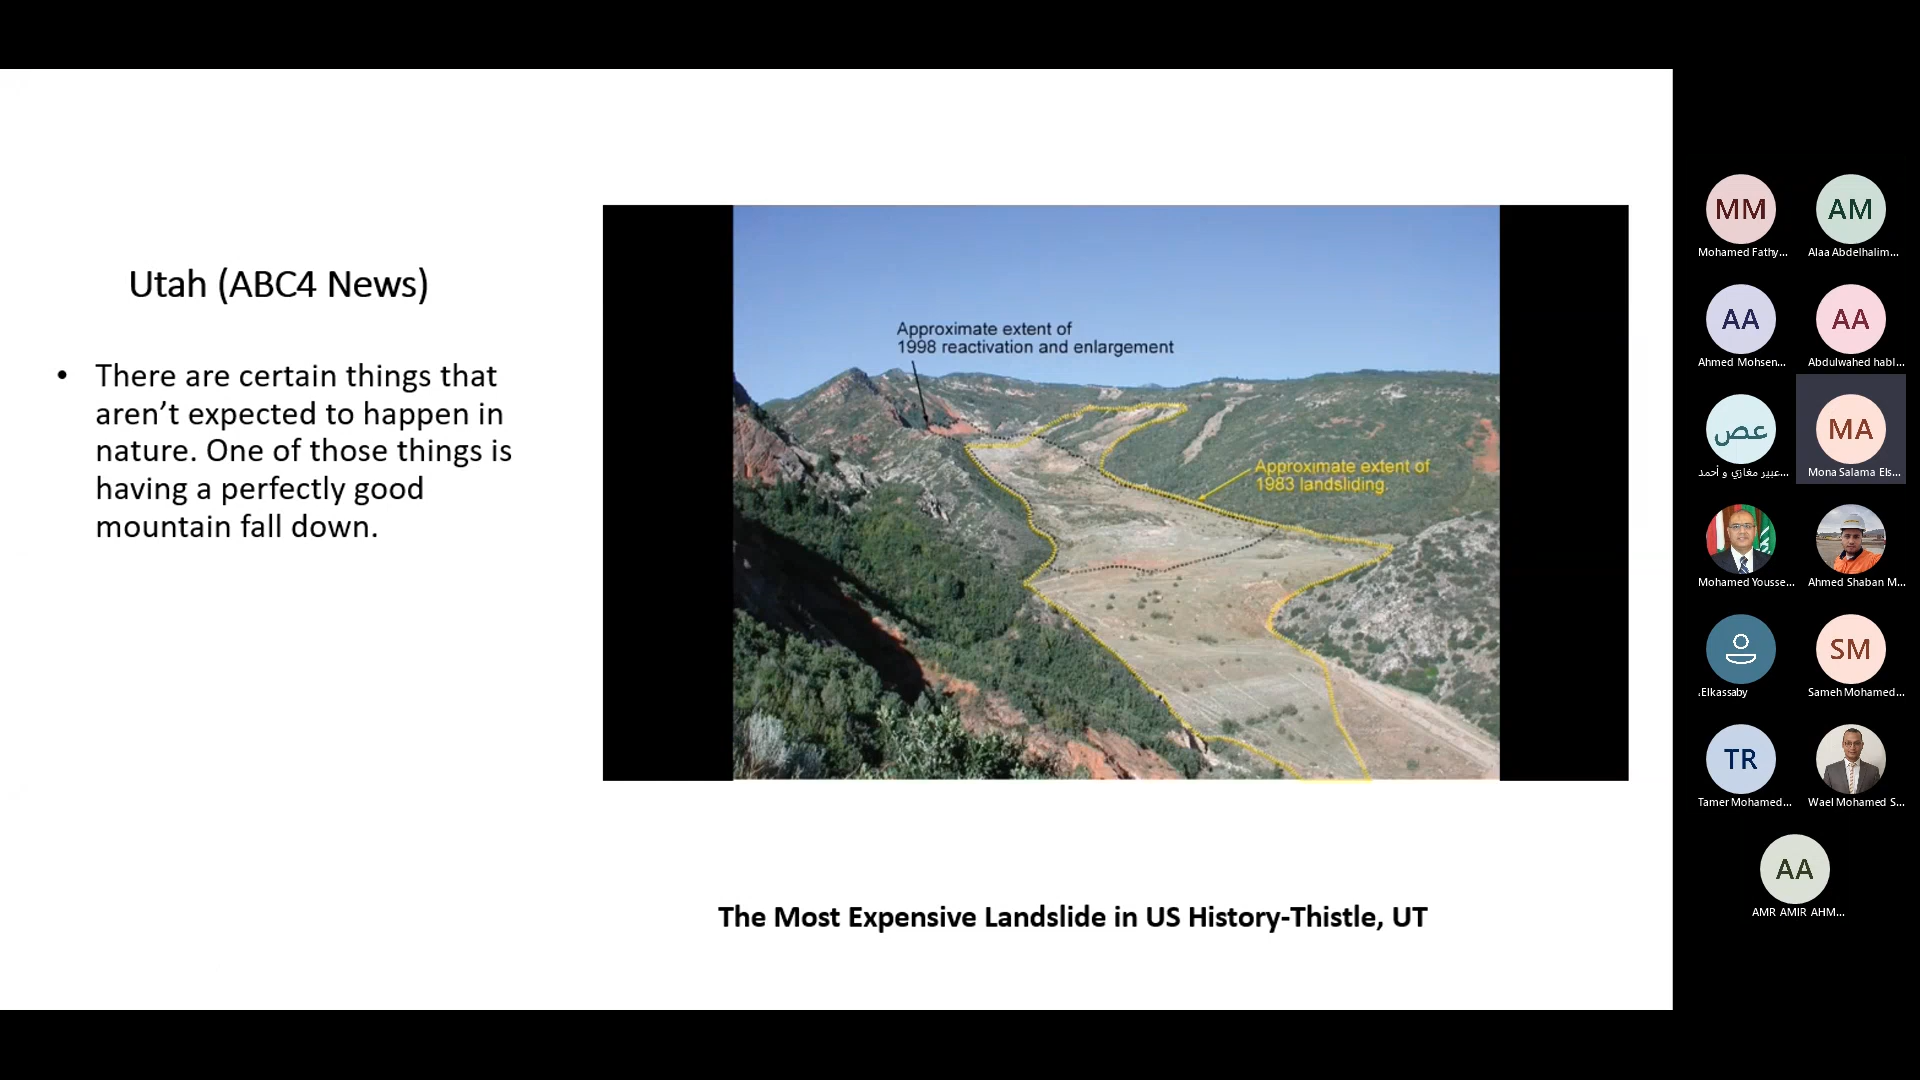 Utah (ABC4 News)
• There are certain things that
aren’t expected to happen in
nature. One of those things is
having a perfectly good
mountain fall down.
Approximate extent of
1998 reactivation and enlargement
Approximate extent of
1983 landsliding.
The Most Expensive Landslide in US History-Thistle, UT
MM
Mohamed Fathy...
AM
Alaa Abdelhalim...
AA
Ahmed Mohsen...
AA
Abdulwahed habl...
عص
عبير مغازي و أحمد...
MA
Mona Salama Els...
Mohamed Yousse...
Ahmed Shaban M...
.Elkassaby
SM
Sameh Mohamed...
TR
Tamer Mohamed...
Wael Mohamed S...
AA
AMR AMIR AHM...